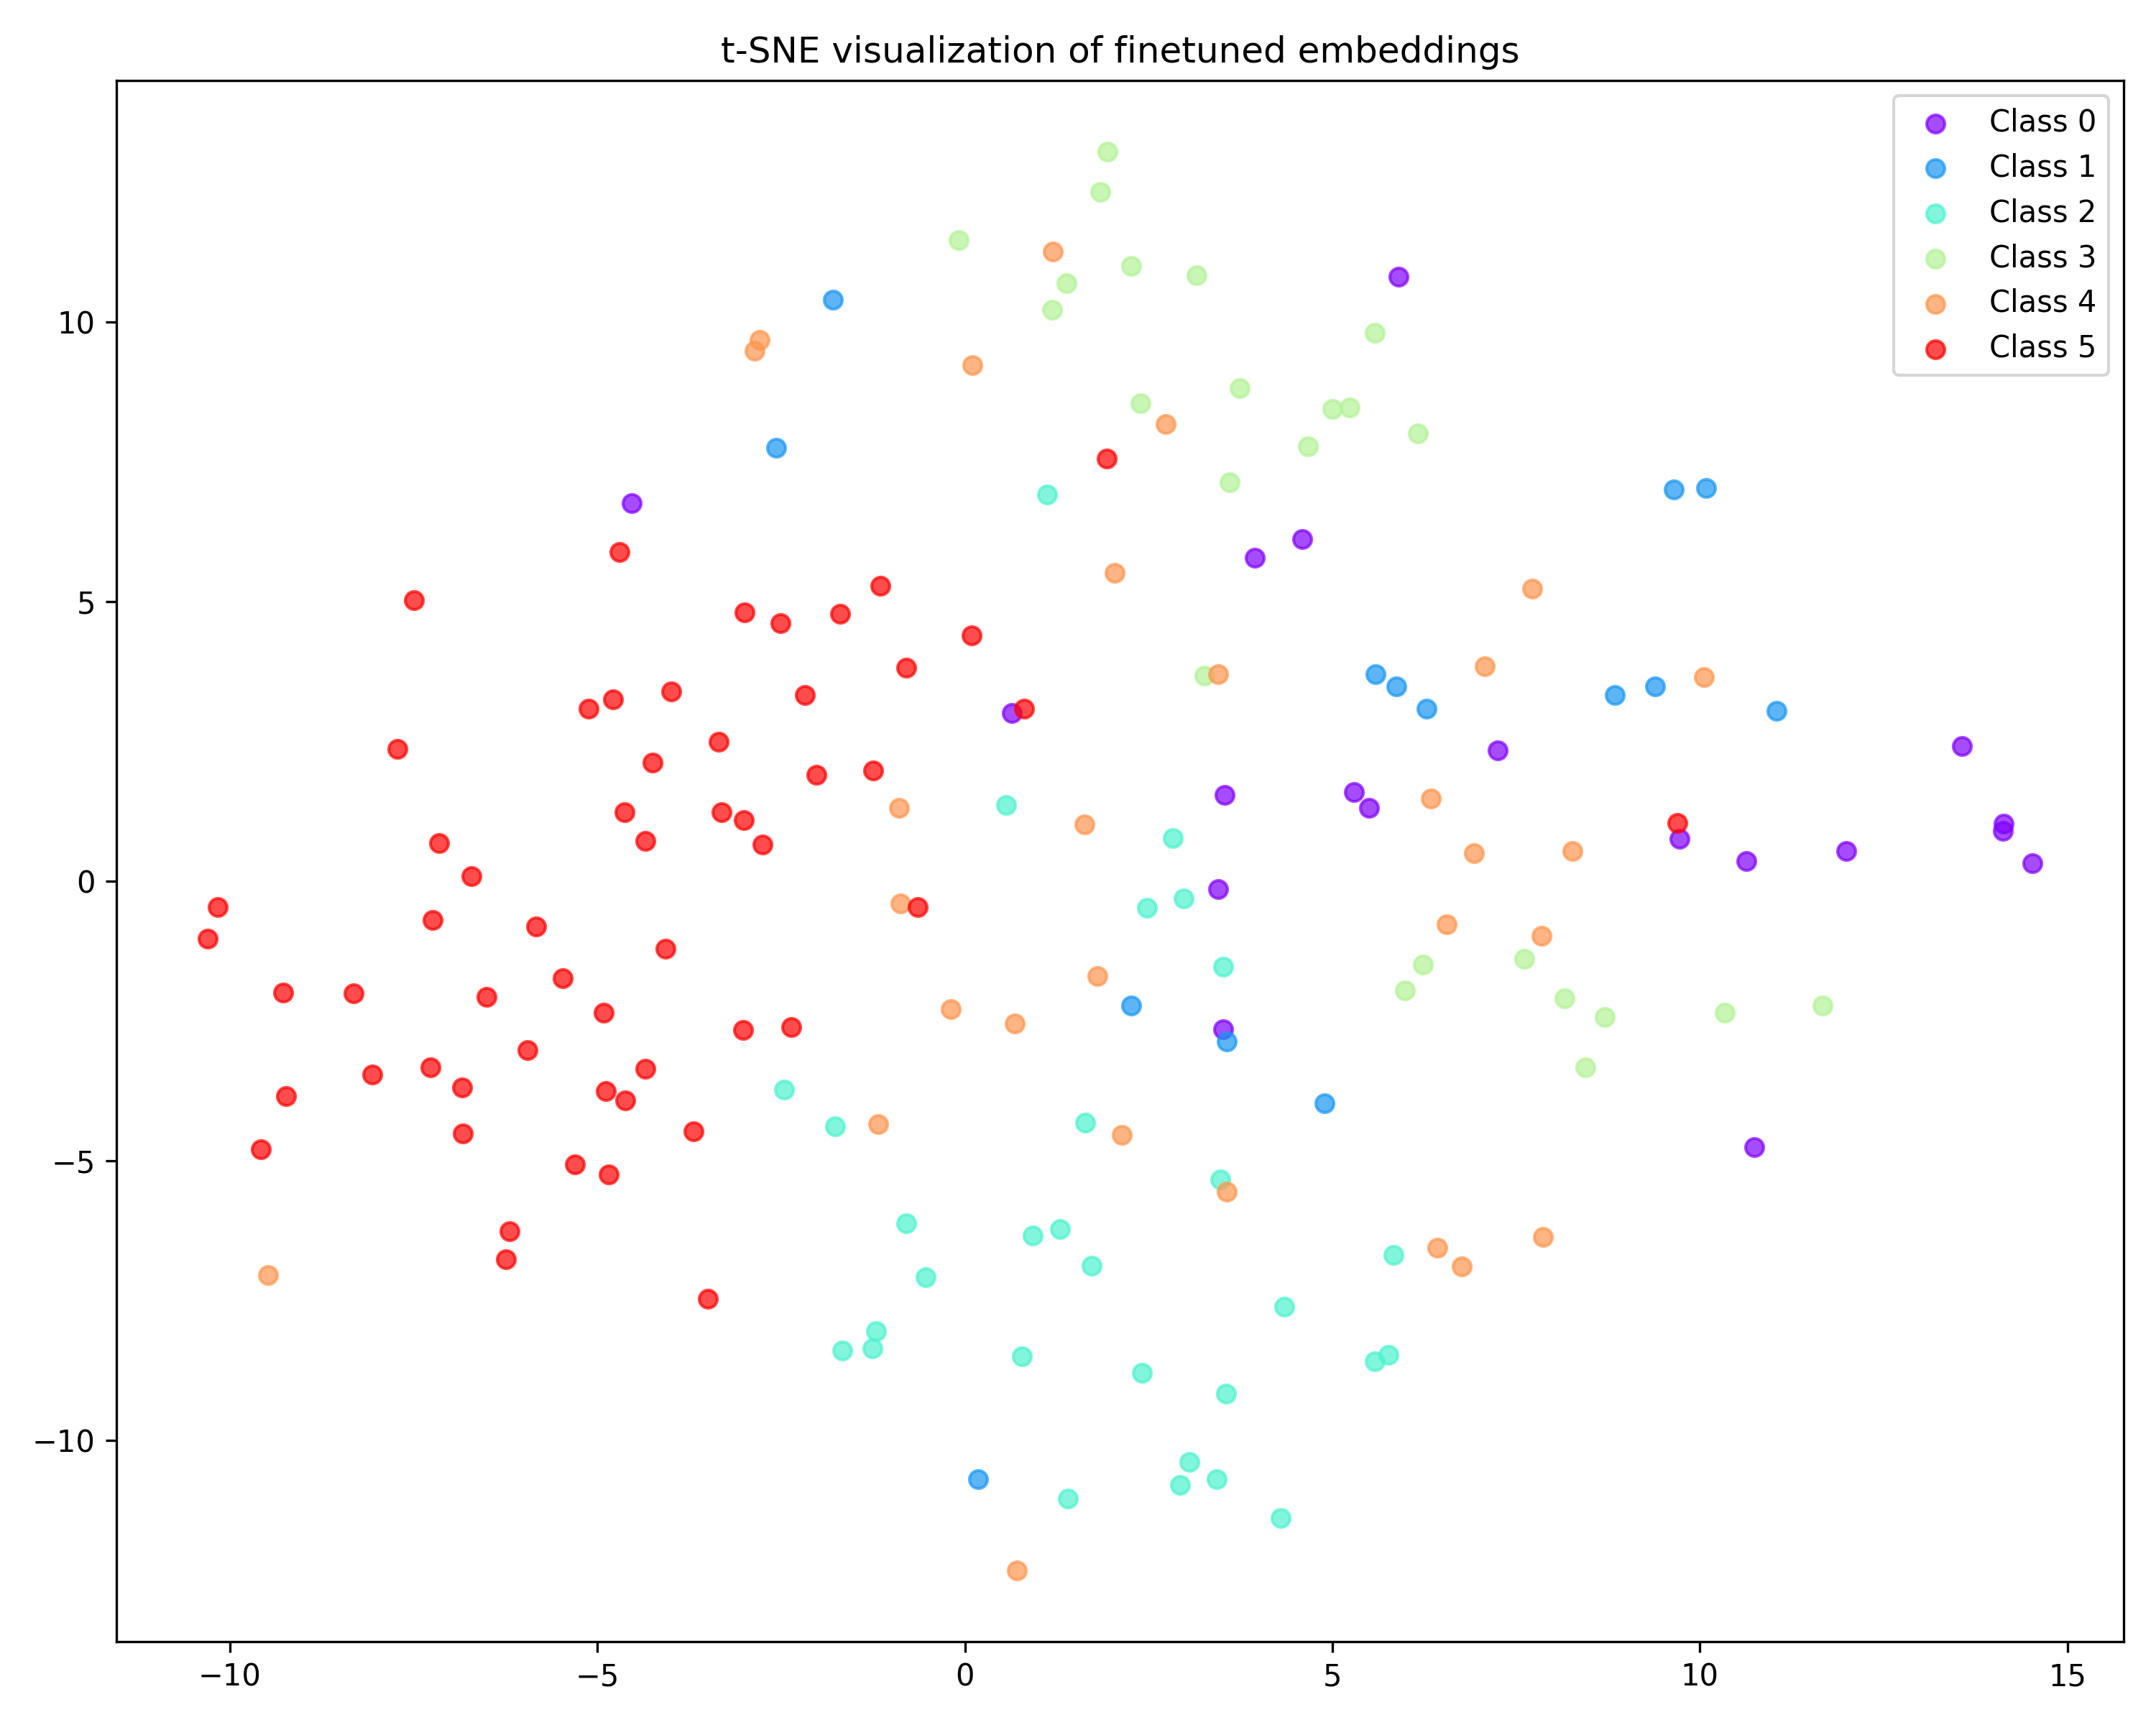 t-SNE visualization of finetuned embeddings
Class 0
Class 1
Class 2
Class 3
Class 4
Class 5
10
5
0
−5
−10
−10
−5
0
5
10
15